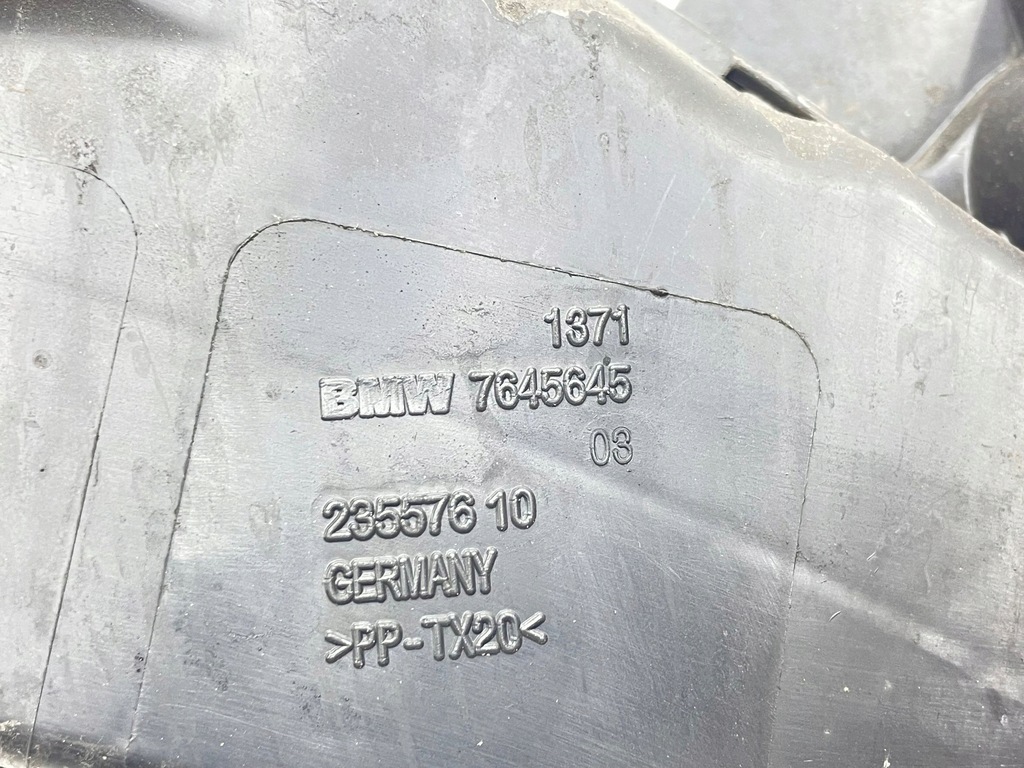 1371
BMW 7645645
03
235576 10
GERMANY
>PP-TX20<